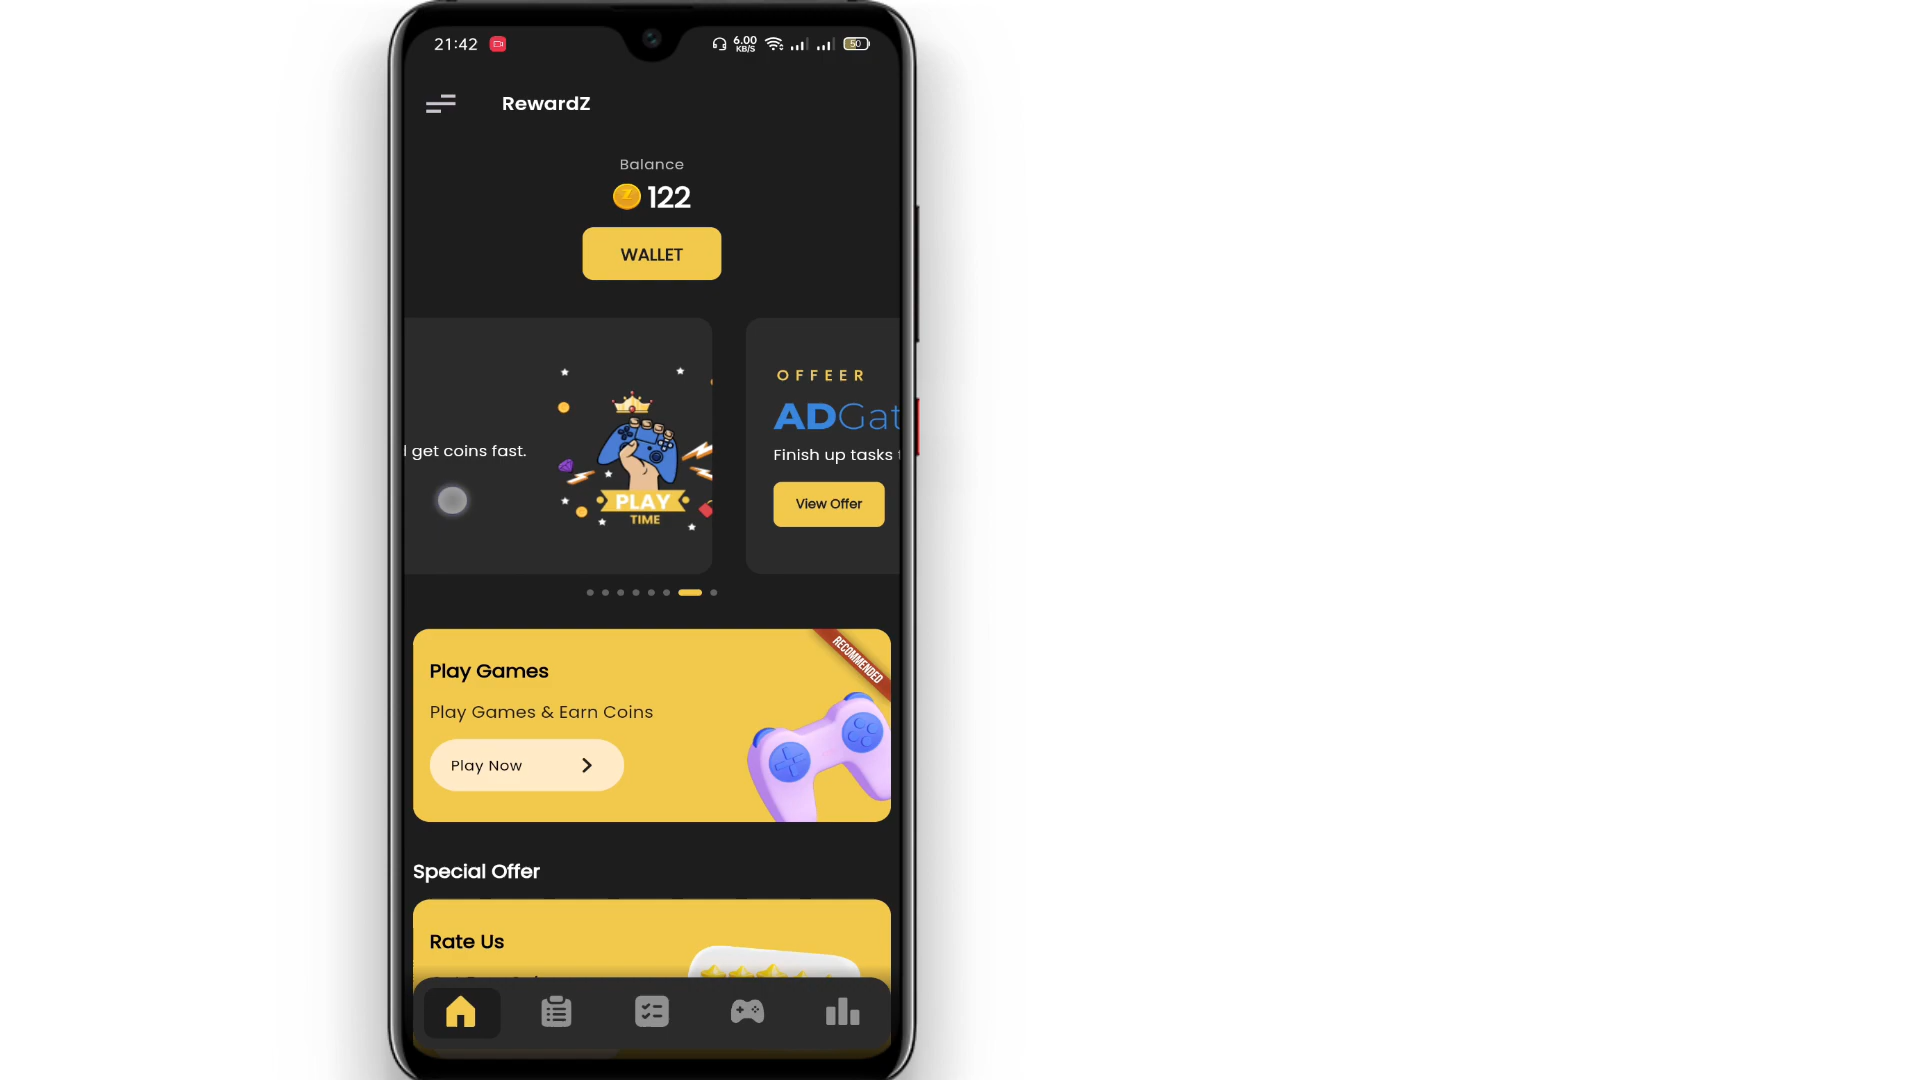 21:42
6.00
KB/S
50
RewardZ
Balance
122
WALLET
get coins fast.
PLAY
TIME
OFFEER
ADGat
Finish up tasks
View Offer
RECOMMENDED
Play Games
Play Games & Earn Coins
Play Now
Special Offer
Rate Us